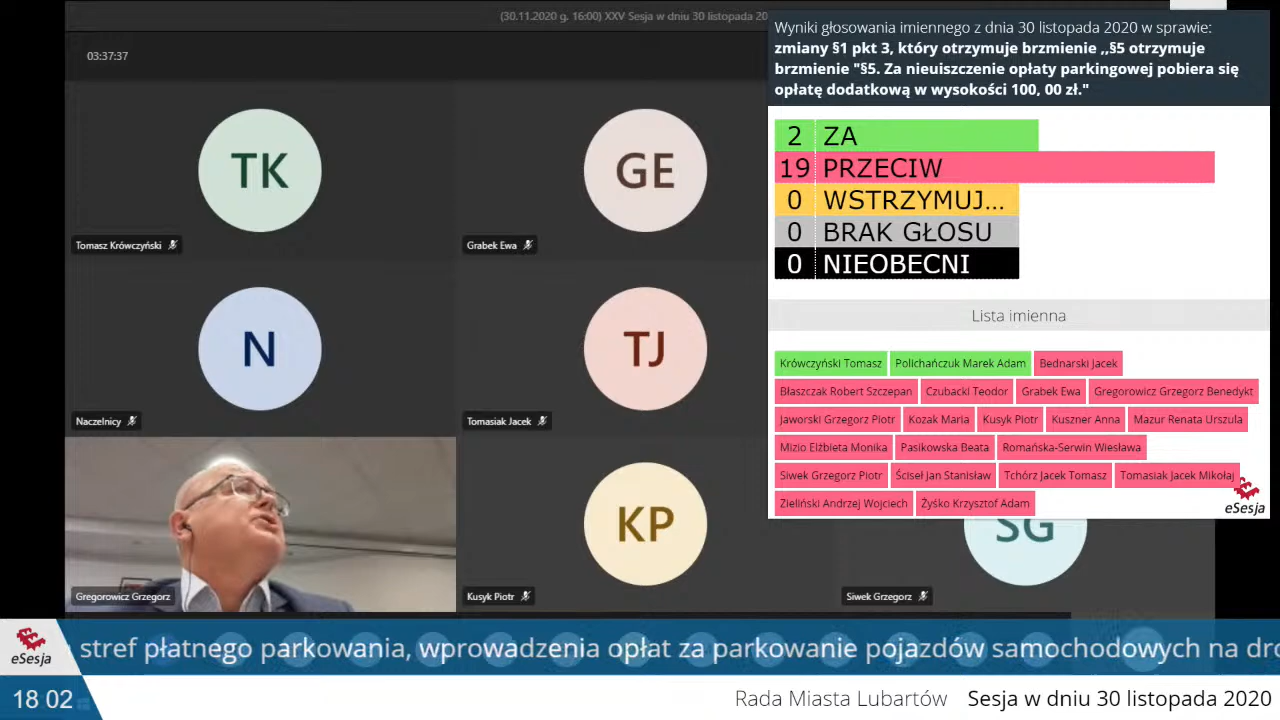 (30.11.2020 g. 16:00) XXV Sesja w dniu 30 listopada 20
03:37:37
Wyniki głosowania imiennego z dnia 30 listopada 2020 w sprawie:
zmiany §1 pkt 3, który otrzymuje brzmienie ,,§5 otrzymuje
brzmienie "§5. Za nieuiszczenie opłaty parkingowej pobiera się
opłatę dodatkową w wysokości 100, 00 zł."
2 ZA
19 PRZECIW
0 WSTRZYMUJ...
0 BRAK GŁOSU
0 NIEOBECNI
Lista imienna
Krówczyński Tomasz Polichańczuk Marek Adam Bednarski Jacek
Błaszczak Robert Szczepan Czubacki Teodor Grabek Ewa Gregorowicz Grzegorz Benedykt
Jaworski Grzegorz Piotr Kozak Maria Kusyk Piotr Kuszner Anna Mazur Renata Urszula
Mizio Elżbieta Monika Pasikowska Beata Romańska-Serwin Wiesława
Siwek Grzegorz Piotr Ściseł Jan Stanisław Tchórz Jacek Tomasz Tomasiak Jacek Mikołaj
Zieliński Andrzej Wojciech Żyśko Krzysztof Adam
eSesja
TK
GE
Tomasz Krówczyński
Grabek Ewa
N
TJ
Naczelnicy
Tomasiak Jacek
KP
SG
Gregorowicz Grzegorz
Kusyk Piotr
Siwek Grzegorz
eSesja
stref płatnego parkowania, wprowadzenia opłat za parkowanie pojazdów samochodowych na dro
18 02
Rada Miasta Lubartów Sesja w dniu 30 listopada 2020